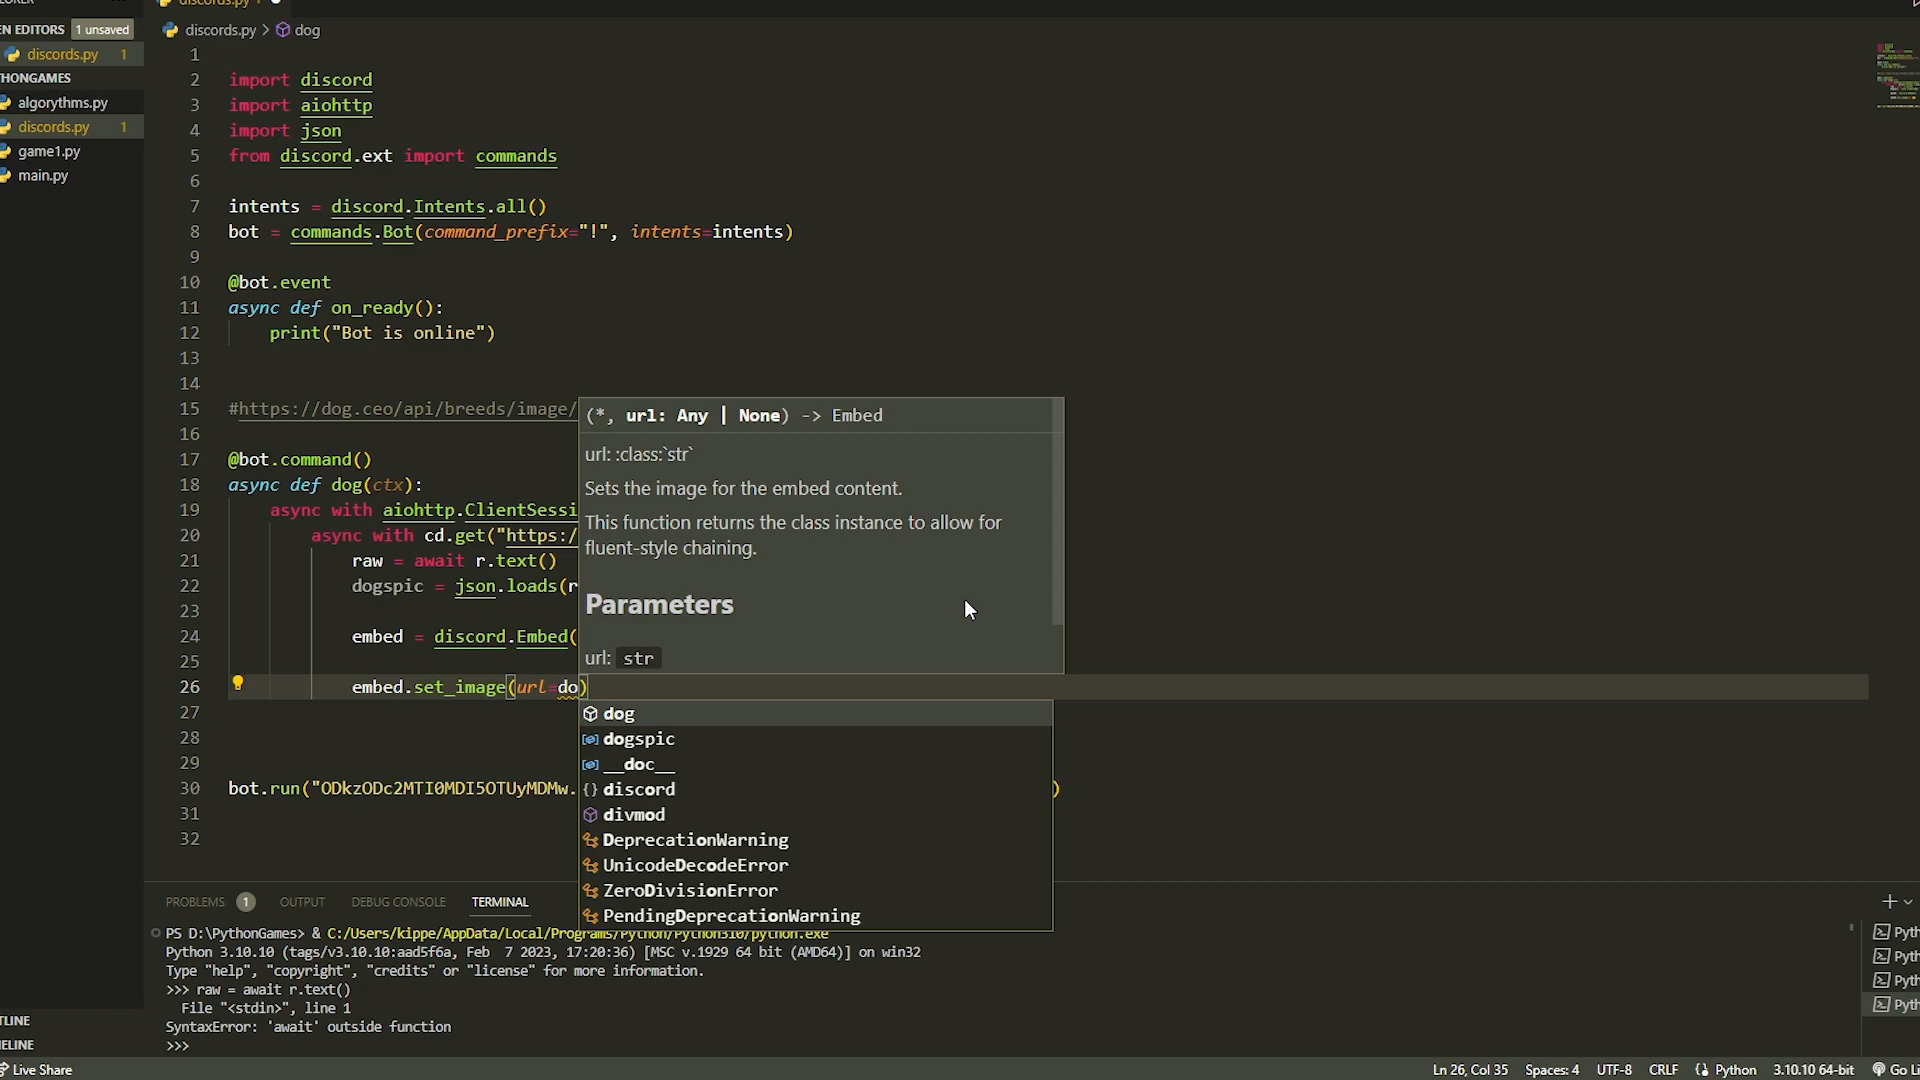 discords.py 1
EN EDITORS 1 unsaved
discords.py 1
THONGAMES
algorythms.py
discords.py 1
game1.py
main.py
discords.py > dog
1
2 import discord
3 import aiohttp
4 import json
5 from discord.ext import commands
6
7 intents = discord.Intents.all()
8 bot = commands.Bot(command_prefix="!", intents=intents)
9
10 @bot.event
11 async def on_ready():
12 print("Bot is online")
13
14
15 #https://dog.ceo/api/breeds/image/
16
17 @bot.command()
18 async def dog(ctx):
19 async with aiohttp.ClientSessi
20 async with cd.get("https:/
21 raw = await r.text()
22 dogspic = json.loads(r
23
24 embed = discord.Embed(
25
26 embed.set_image(url=do)
27
28
29
30 bot.run("ODkzODc2MTI0MDI5OTUyMDMw. )
31
32
(*, url: Any | None) -> Embed
url: :class:`str`
Sets the image for the embed content.
This function returns the class instance to allow for
fluent-style chaining.
Parameters
url: str
dog
dogspic
__doc__
discord
divmod
DeprecationWarning
UnicodeDecodeError
ZeroDivisionError
PendingDeprecationWarning
PROBLEMS 1 OUTPUT DEBUG CONSOLE TERMINAL
PS D:\PythonGames> & C:/Users/kippe/AppData/Local/Programs/Python/Python310/python.exe
Python 3.10.10 (tags/v3.10.10:aad5f6a, Feb 7 2023, 17:20:36) [MSC v.1929 64 bit (AMD64)] on win32
Type "help", "copyright", "credits" or "license" for more information.
>>> raw = await r.text()
File "<stdin>", line 1
SyntaxError: 'await' outside function
>>>
Pyth
Pyth
Pyth
Pyth
TLINE
ELINE
Live Share
Ln 26, Col 35 Spaces: 4 UTF-8 CRLF Python 3.10.10 64-bit Go Li